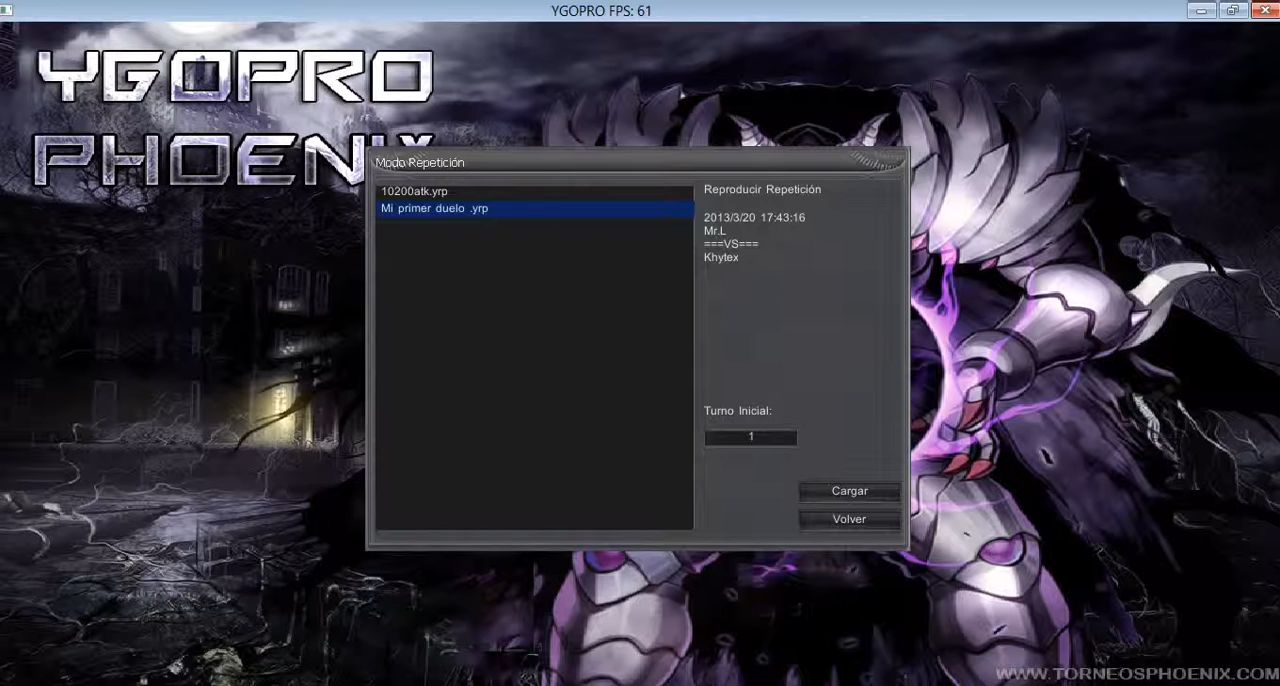 YGOPRO FPS: 61
YGOPRO
PHOENIX
Modo Repetición
10200atk.yrp
Mi primer duelo .yrp
Reproducir Repetición
2013/3/20 17:43:16
Mr.L
===VS===
Khytex
Turno Inicial:
1
Cargar
Volver
WWW.TORNEOSPHOENIX.COM